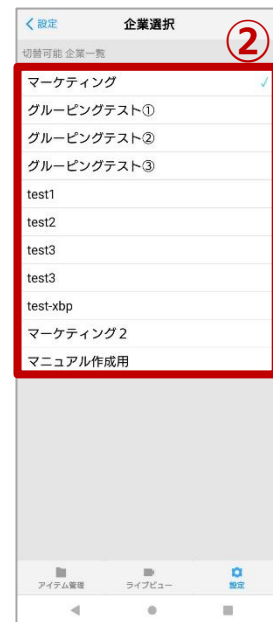 く設定
企業選択
切替可能 企業一覧
②
マーケティング
グルーピングテスト①
グルーピングテスト②
グルーピングテスト③
test1
test2
test3
test3
test-xbp
マーケティング２
マニュアル作成用
アイテム管理
ライブビュー
設定